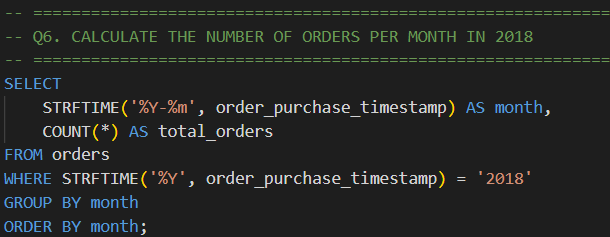 -- ==========================================================
-- Q6. CALCULATE THE NUMBER OF ORDERS PER MONTH IN 2018
-- ==========================================================
SELECT
    STRFTIME('%Y-%m', order_purchase_timestamp) AS month,
    COUNT(*) AS total_orders
FROM orders
WHERE STRFTIME('%Y', order_purchase_timestamp) = '2018'
GROUP BY month
ORDER BY month;